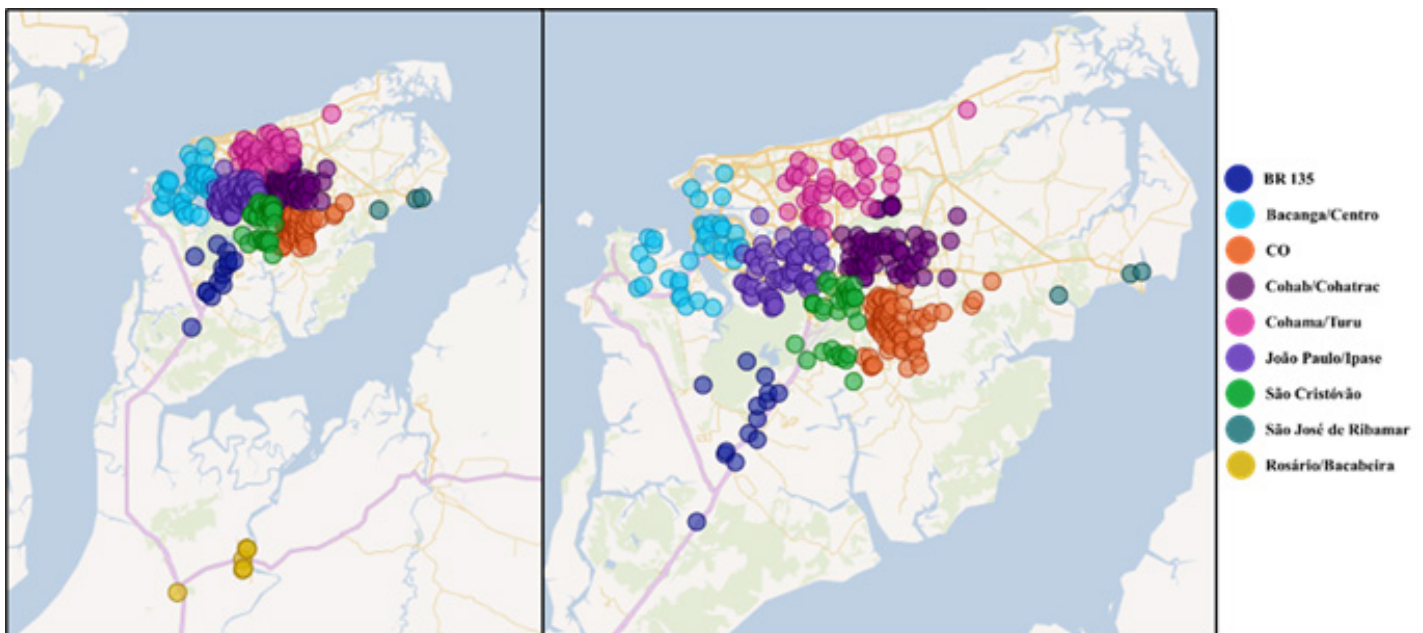 BR 135
Bacanga/Centro
CO
Cohab/Cohatrac
Cohama/Turu
João Paulo/Ipase
São Cristóvão
São José de Ribamar
Rosário/Bacabeira